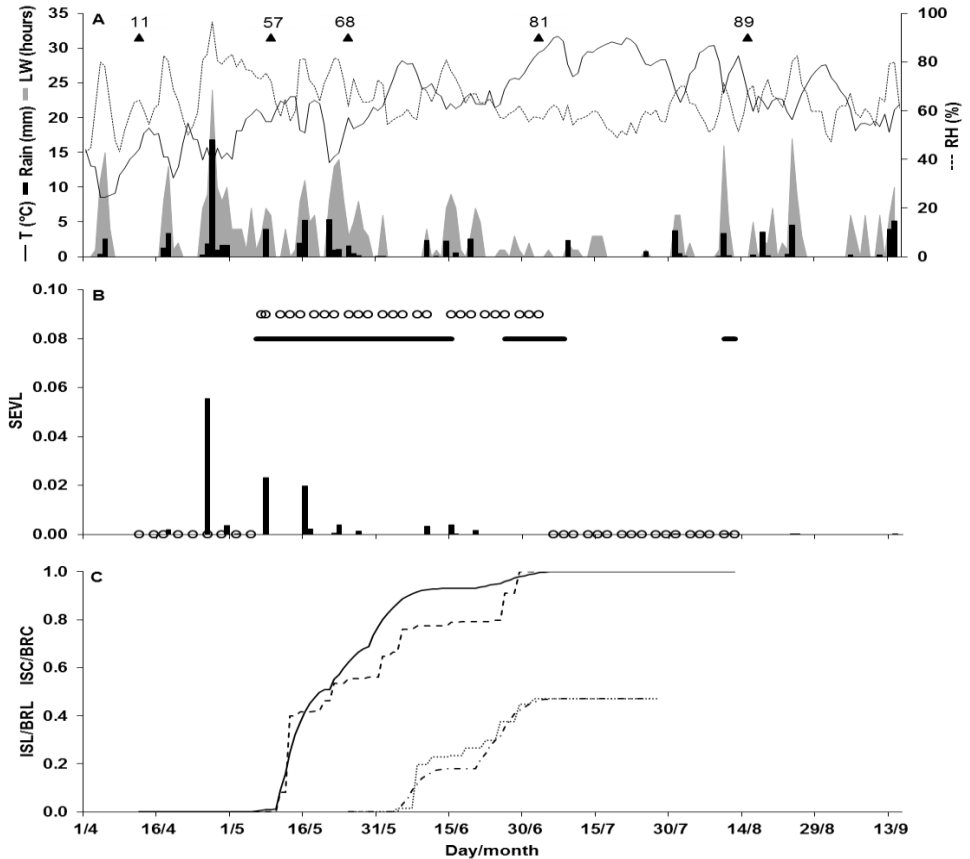 A
11 57 68 81 89
— T (°C) ■ Rain (mm) ■ LW (hours)
35
30
25
20
15
10
5
0
100
80
60
40
20
0
--- RH (%)
B
SEVL
0.10
0.08
0.06
0.04
0.02
0.00
C
ISL/BRL ISC/BRC
1.0
0.8
0.6
0.4
0.2
0.0
1/4 16/4 1/5 16/5 31/5 15/6 30/6 15/7 30/7 14/8 29/8 13/9
Day/month